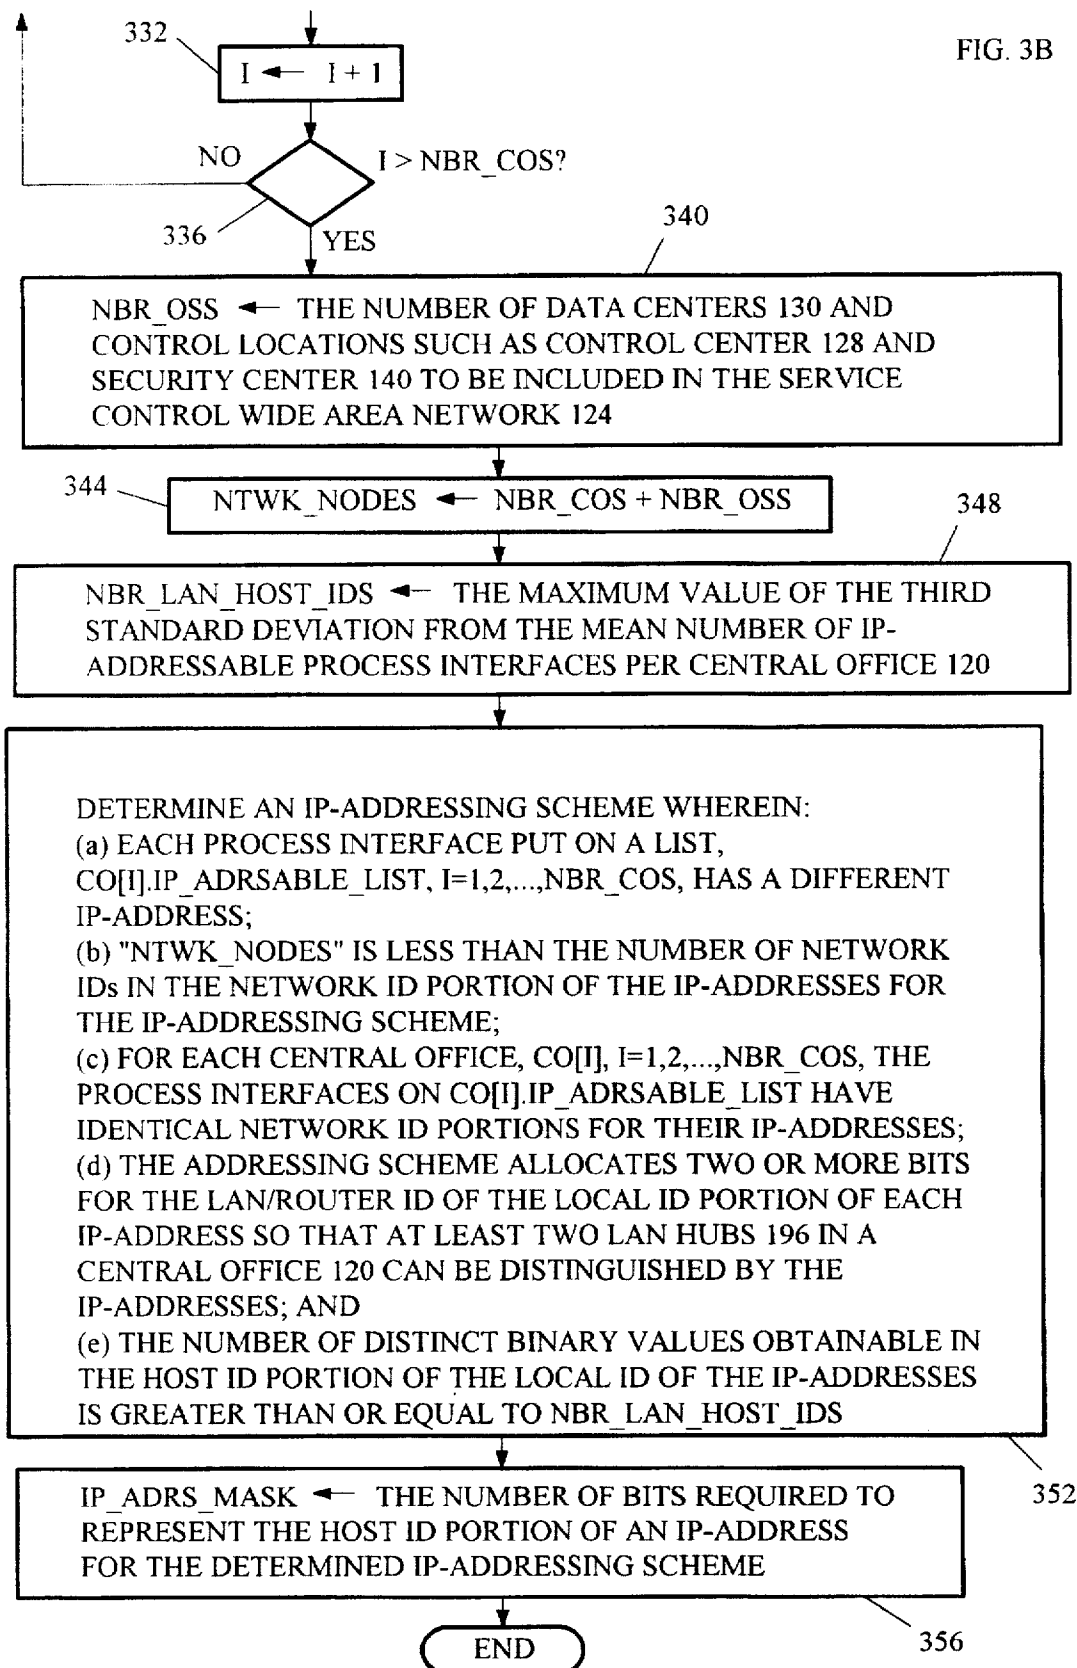 332
FIG. 3B
I ← I + 1
NO
I > NBR_COS?
336
YES
340
NBR_OSS ← THE NUMBER OF DATA CENTERS 130 AND
CONTROL LOCATIONS SUCH AS CONTROL CENTER 128 AND
SECURITY CENTER 140 TO BE INCLUDED IN THE SERVICE
CONTROL WIDE AREA NETWORK 124
344
NTWK_NODES ← NBR_COS + NBR_OSS
348
NBR_LAN_HOST_IDS ← THE MAXIMUM VALUE OF THE THIRD
STANDARD DEVIATION FROM THE MEAN NUMBER OF IP-
ADDRESSABLE PROCESS INTERFACES PER CENTRAL OFFICE 120
DETERMINE AN IP-ADDRESSING SCHEME WHEREIN:
(a) EACH PROCESS INTERFACE PUT ON A LIST,
CO[I].IP_ADRSABLE_LIST, I=1,2,...,NBR_COS, HAS A DIFFERENT
IP-ADDRESS;
(b) "NTWK_NODES" IS LESS THAN THE NUMBER OF NETWORK
IDs IN THE NETWORK ID PORTION OF THE IP-ADDRESSES FOR
THE IP-ADDRESSING SCHEME;
(c) FOR EACH CENTRAL OFFICE, CO[I], I=1,2,...,NBR_COS, THE
PROCESS INTERFACES ON CO[I].IP_ADRSABLE_LIST HAVE
IDENTICAL NETWORK ID PORTIONS FOR THEIR IP-ADDRESSES;
(d) THE ADDRESSING SCHEME ALLOCATES TWO OR MORE BITS
FOR THE LAN/ROUTER ID OF THE LOCAL ID PORTION OF EACH
IP-ADDRESS SO THAT AT LEAST TWO LAN HUBS 196 IN A
CENTRAL OFFICE 120 CAN BE DISTINGUISHED BY THE
IP-ADDRESSES; AND
(e) THE NUMBER OF DISTINCT BINARY VALUES OBTAINABLE IN
THE HOST ID PORTION OF THE LOCAL ID OF THE IP-ADDRESSES
IS GREATER THAN OR EQUAL TO NBR_LAN_HOST_IDS
352
IP_ADRS_MASK ← THE NUMBER OF BITS REQUIRED TO
REPRESENT THE HOST ID PORTION OF AN IP-ADDRESS
FOR THE DETERMINED IP-ADDRESSING SCHEME
356
END